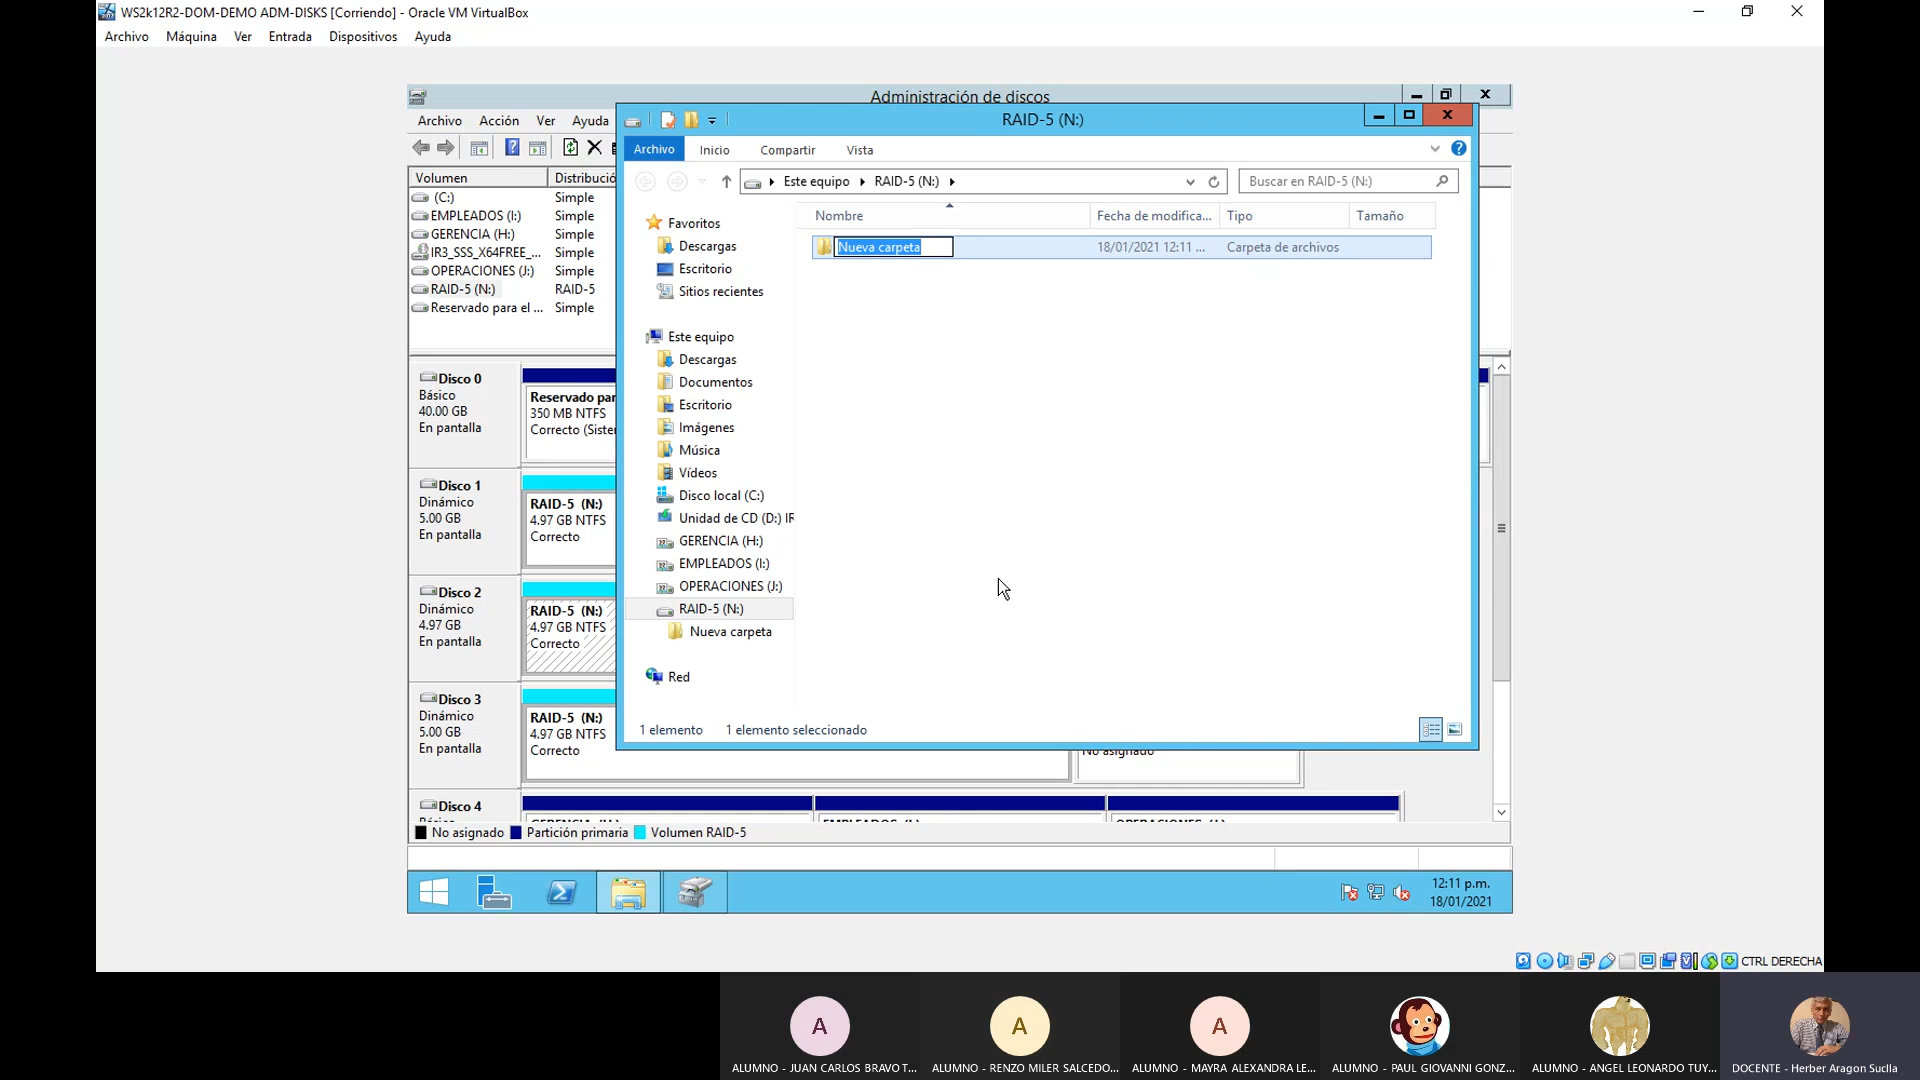 WS2k12R2-DOM-DEMO ADM-DISKS [Corriendo] - Oracle VM VirtualBox
Archivo Máquina Ver Entrada Dispositivos Ayuda
Administración de discos
Archivo Acción Ver Ayuda
RAID-5 (N:)
Archivo Inicio Compartir Vista
Este equipo RAID-5 (N:)
Buscar en RAID-5 (N:)
Volumen Distribució
(C:) Simple
EMPLEADOS (I:) Simple
GERENCIA (H:) Simple
IR3_SSS_X64FREE_... Simple
OPERACIONES (J:) Simple
RAID-5 (N:) RAID-5
Reservado para el ... Simple
Nombre Fecha de modifica... Tipo Tamaño
Nueva carpeta 18/01/2021 12:11 ... Carpeta de archivos
Favoritos
Descargas
Escritorio
Sitios recientes
Este equipo
Descargas
Documentos
Escritorio
Imágenes
Música
Vídeos
Disco local (C:)
Unidad de CD (D:) IR
GERENCIA (H:)
EMPLEADOS (I:)
OPERACIONES (J:)
RAID-5 (N:)
Nueva carpeta
Red
1 elemento 1 elemento seleccionado
Disco 0
Básico
40.00 GB
En pantalla
Reservado par
350 MB NTFS
Correcto (Siste
Disco 1
Dinámico
5.00 GB
En pantalla
RAID-5 (N:)
4.97 GB NTFS
Correcto
Disco 2
Dinámico
4.97 GB
En pantalla
RAID-5 (N:)
4.97 GB NTFS
Correcto
Disco 3
Dinámico
5.00 GB
En pantalla
RAID-5 (N:)
4.97 GB NTFS
Correcto
No asignado
Disco 4
No asignado Partición primaria Volumen RAID-5
12:11 p.m.
18/01/2021
CTRL DERECHA
A A A
ALUMNO - JUAN CARLOS BRAVO T... ALUMNO - RENZO MILER SALCEDO... ALUMNO - MAYRA ALEXANDRA LE... ALUMNO - PAUL GIOVANNI GONZ... ALUMNO - ANGEL LEONARDO TUY... DOCENTE - Herber Aragon Suclla